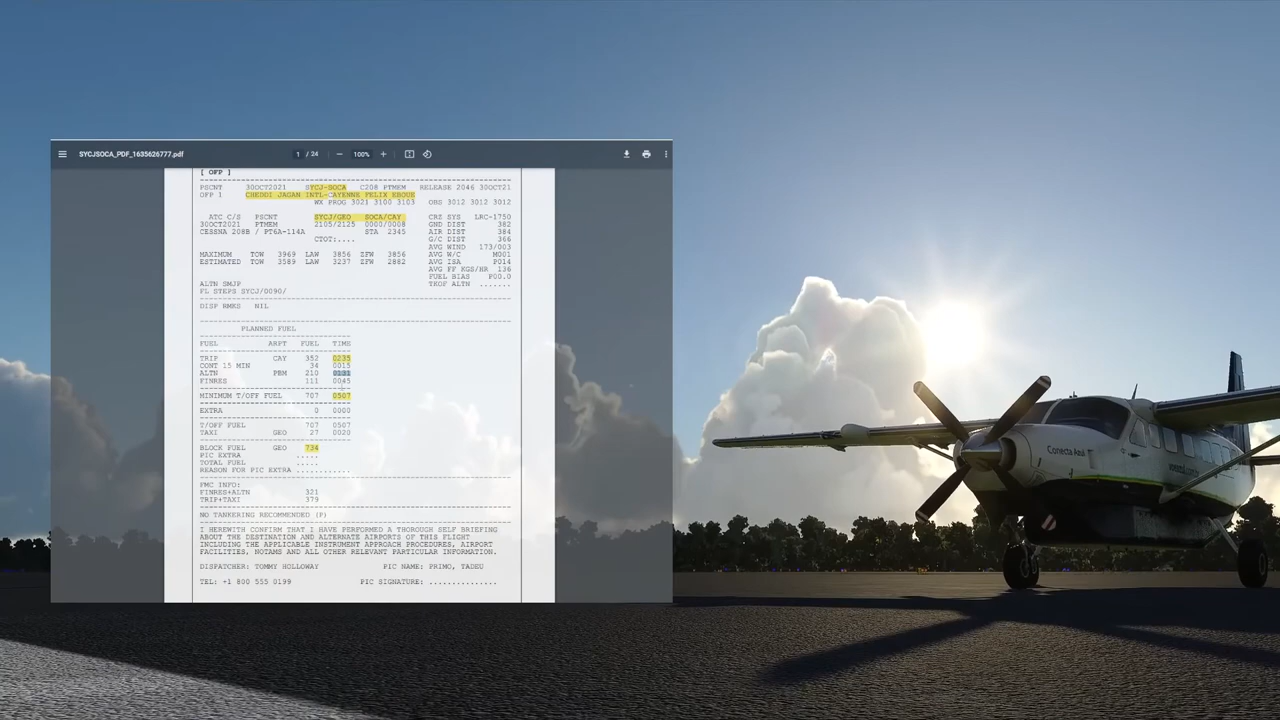 SYCJSOCA_PDF_1635626777.pdf 1 / 24 100%
[ OFP ]
PSCNT 30OCT2021 SYCJ-SOCA C208 PTMEM RELEASE 2046 30OCT21
OFP 1 CHEDDI JAGAN INTL-CAYENNE FELIX EBOUE
WX PROG 3021 3100 3103 OBS 3012 3012 3012
ATC C/S PSCNT SYCJ/GEO SOCA/CAY CRZ SYS LRC-1750
30OCT2021 PTMEM 2105/2125 0000/0008 GND DIST 382
CESSNA 208B / PT6A-114A STA 2345 AIR DIST 384
CTOT:.... G/C DIST 366
AVG WIND 173/003
MAXIMUM TOW 3969 LAW 3856 ZFW 3856 AVG W/C M001
ESTIMATED TOW 3589 LAW 3237 ZFW 2882 AVG ISA P014
AVG FF KGS/HR 136
FUEL BIAS P00.0
ALTN SMJP TKOF ALTN .......
FL STEPS SYCJ/0090/
DISP RMKS NIL
PLANNED FUEL
FUEL ARPT FUEL TIME
TRIP CAY 352 0235
CONT 15 MIN 34 0015
ALTN PBM 210
FINRES 111 0045
MINIMUM T/OFF FUEL 707 0507
EXTRA 0 0000
T/OFF FUEL 707 0507
TAXI GEO 27 0020
BLOCK FUEL GEO 734
PIC EXTRA .....
TOTAL FUEL .....
REASON FOR PIC EXTRA ............
FMC INFO:
FINRES+ALTN 321
TRIP+TAXI 379
NO TANKERING RECOMMENDED (P)
I HEREWITH CONFIRM THAT I HAVE PERFORMED A THOROUGH SELF BRIEFING
ABOUT THE DESTINATION AND ALTERNATE AIRPORTS OF THIS FLIGHT
INCLUDING THE APPLICABLE INSTRUMENT APPROACH PROCEDURES, AIRPORT
FACILITIES, NOTAMS AND ALL OTHER RELEVANT PARTICULAR INFORMATION.
DISPATCHER: TOMMY HOLLOWAY PIC NAME: PRIMO, TADEU
TEL: +1 800 555 0199 PIC SIGNATURE: ...............
Conecta Azul